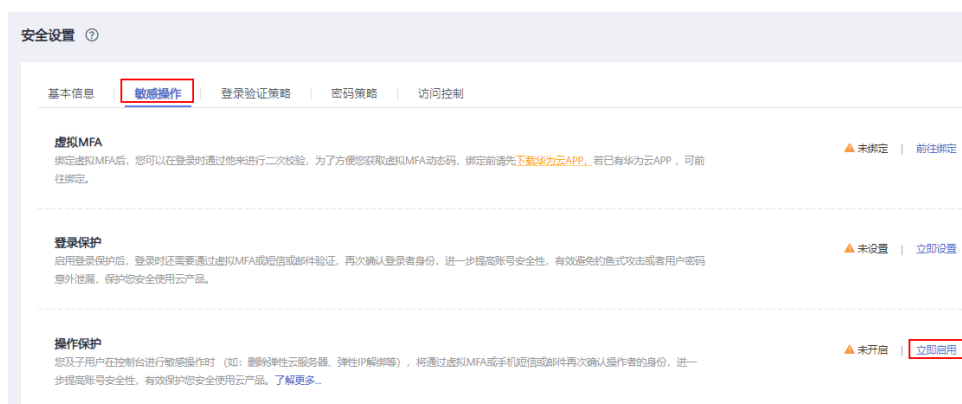 安全设置 ?
基本信息 | 敏感操作 | 登录验证策略 | 密码策略 | 访问控制
虚拟MFA
绑定虚拟MFA后，您可以在登录时通过他来进行二次校验，为了方便您获取虚拟MFA动态码，绑定前请先下载华为云APP，若已有华为云APP ，可前
往绑定。
未绑定 | 前往绑定
登录保护
启用登录保护后，登录时还需要通过虚拟MFA或短信或邮件验证，再次确认登录者身份，进一步提高账号安全性，有效避免钓鱼式攻击或者用户密码
意外泄漏，保护您安全使用云产品。
未设置 | 立即设置
操作保护
您及子用户在控制台进行敏感操作时 （如：删除弹性云服务器、弹性IP解绑等），将通过虚拟MFA或手机短信或邮件再次确认操作者的身份，进一
步提高账号安全性，有效保护您安全使用云产品。了解更多...
未开启 | 立即启用